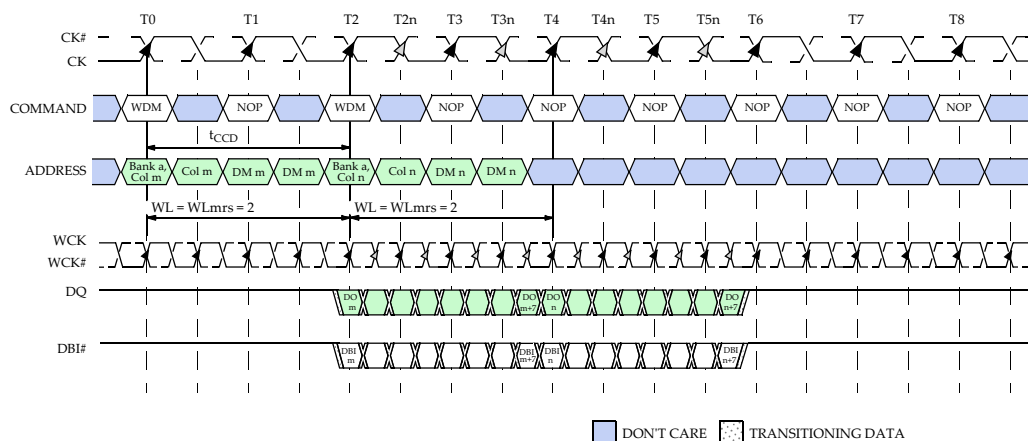 T0 T1 T2 T2n T3 T3n T4 T4n T5 T5n T6 T7 T8
CK#
CK
COMMAND WDM NOP WDM NOP NOP NOP NOP NOP NOP
tCCD
ADDRESS Bank a, Col m Col m DM m DM m Bank a, Col n Col n DM n DM n
WL = WLmrs = 2 WL = WLmrs = 2
WCK
WCK#
DQ DO m DO m+7 DO n DO n+7
DBI# DBI m DBI m+7 DBI n DBI n+7
DON'T CARE TRANSITIONING DATA